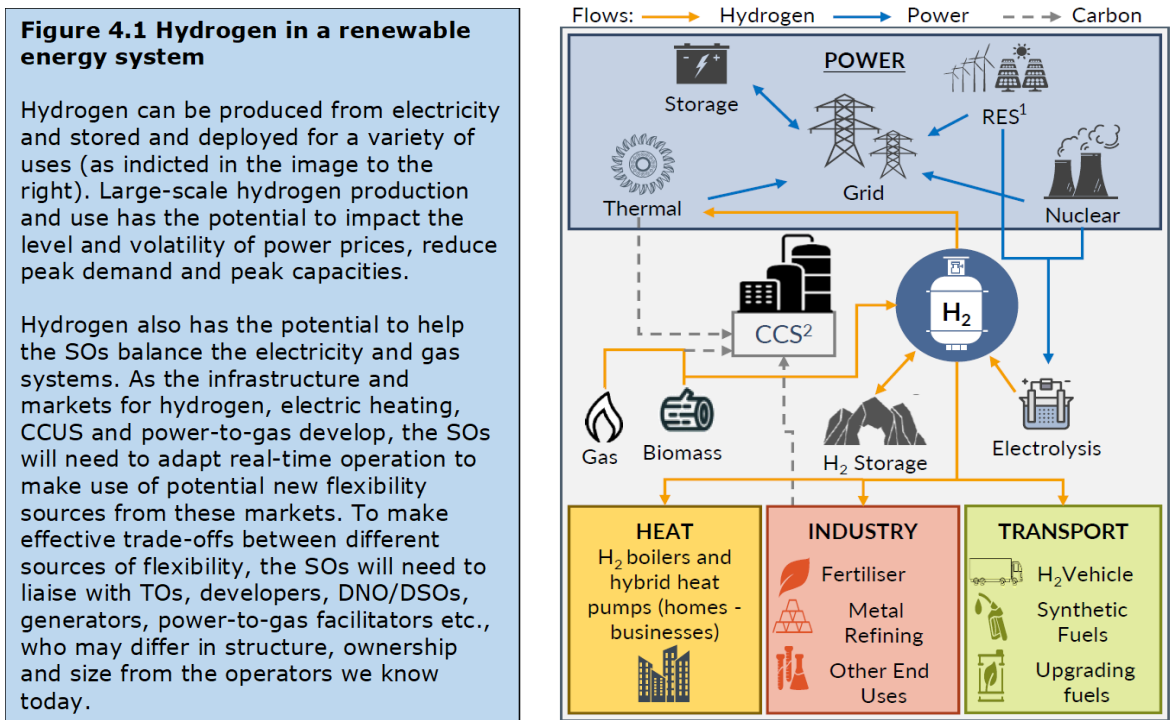 Figure 4.1 Hydrogen in a renewable
energy system
Hydrogen can be produced from electricity
and stored and deployed for a variety of
uses (as indicted in the image to the
right). Large-scale hydrogen production
and use has the potential to impact the
level and volatility of power prices, reduce
peak demand and peak capacities.
Hydrogen also has the potential to help
the SOs balance the electricity and gas
systems. As the infrastructure and
markets for hydrogen, electric heating,
CCUS and power-to-gas develop, the SOs
will need to adapt real-time operation to
make use of potential new flexibility
sources from these markets. To make
effective trade-offs between different
sources of flexibility, the SOs will need to
liaise with TOs, developers, DNO/DSOs,
generators, power-to-gas facilitators etc.,
who may differ in structure, ownership
and size from the operators we know
today.
Flows: Hydrogen Power Carbon
POWER
Storage
RES¹
Thermal
Grid
Nuclear
CCS²
H₂
Gas
Biomass
H₂ Storage
Electrolysis
HEAT
H₂ boilers and
hybrid heat
pumps (homes -
businesses)
INDUSTRY
Fertiliser
Metal
Refining
Other End
Uses
TRANSPORT
H₂Vehicle
Synthetic
Fuels
Upgrading
fuels